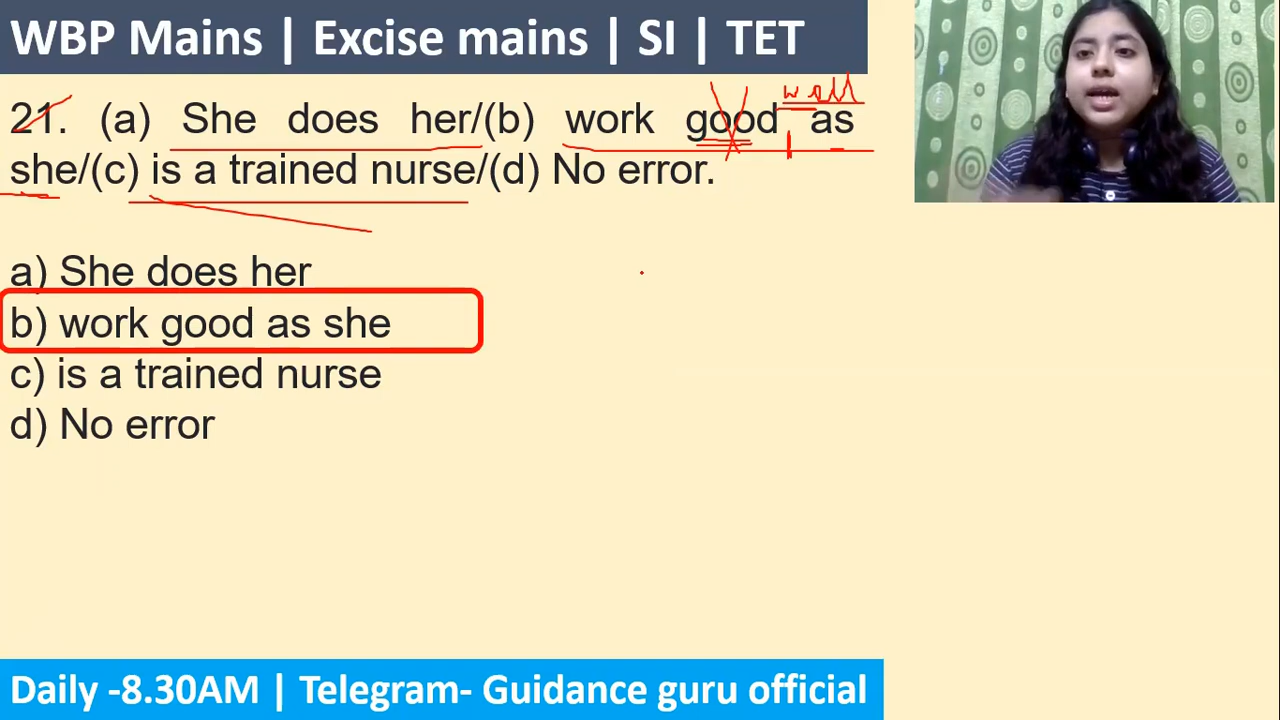 WBP Mains | Excise mains | SI | TET
well
21. (a) She does her/(b) work good as
she/(c) is a trained nurse/(d) No error.
a) She does her
b) work good as she
c) is a trained nurse
d) No error
Daily -8.30AM | Telegram- Guidance guru official